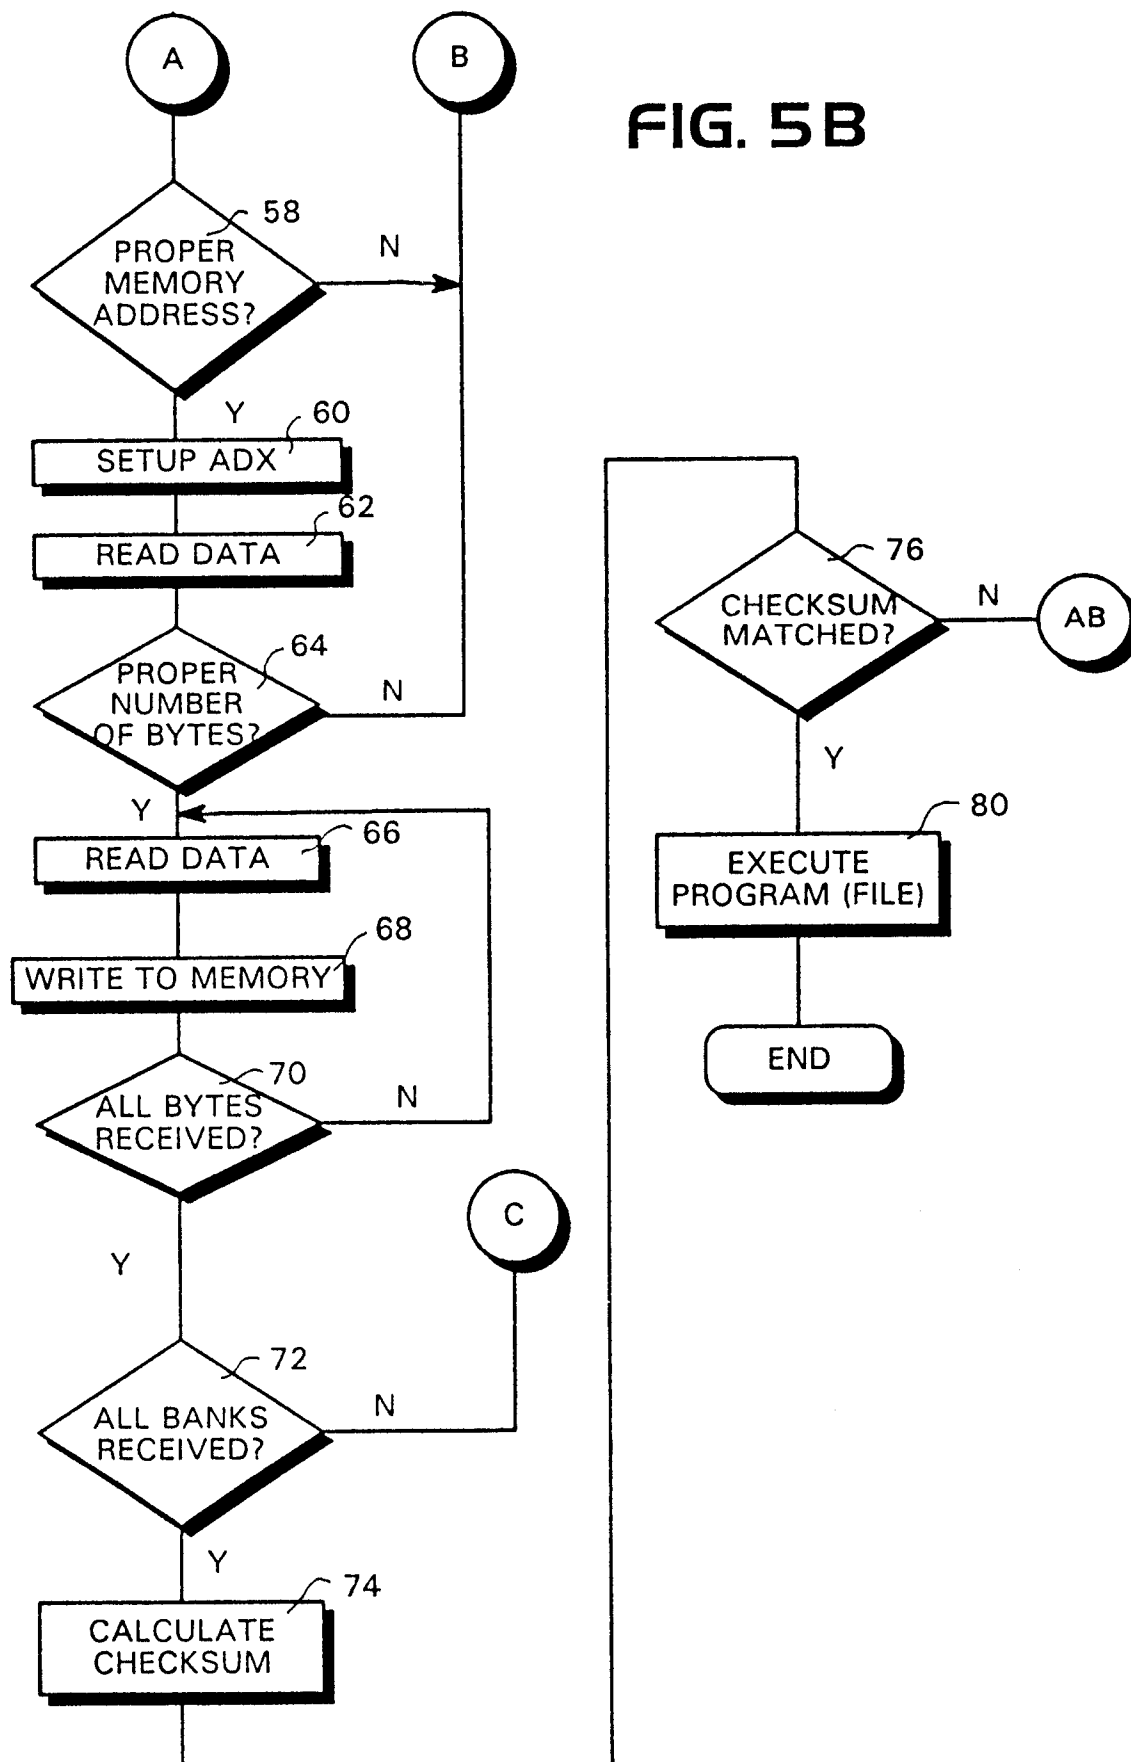 A
B
FIG. 5B
58
PROPER
MEMORY
ADDRESS?
N
Y
60
SETUP ADX
62
READ DATA
64
PROPER
NUMBER
OF BYTES?
N
Y
66
READ DATA
68
WRITE TO MEMORY
70
ALL BYTES
RECEIVED?
N
Y
C
72
ALL BANKS
RECEIVED?
N
Y
74
CALCULATE
CHECKSUM
76
CHECKSUM
MATCHED?
N
AB
Y
80
EXECUTE
PROGRAM (FILE)
END